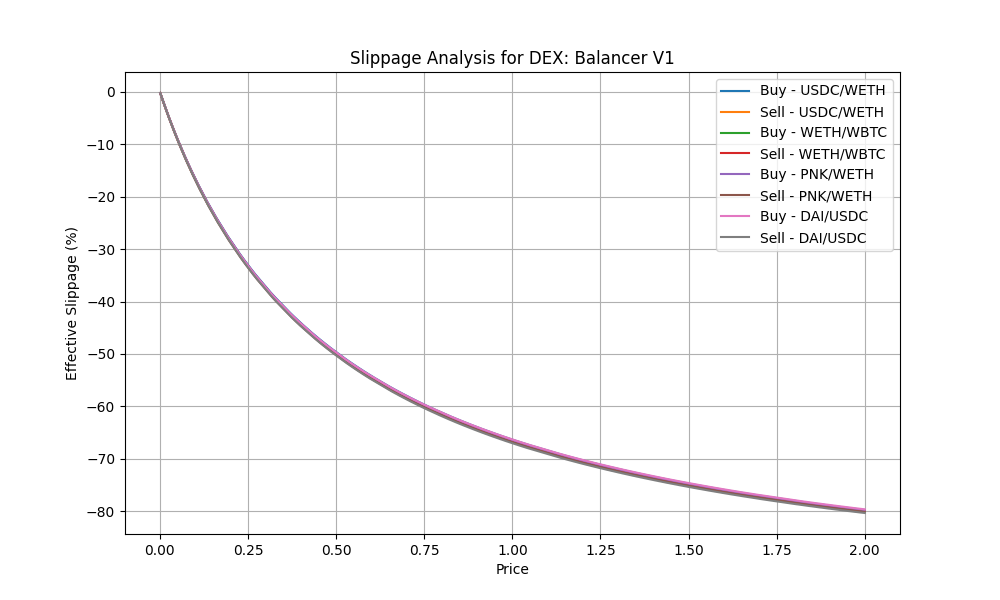 Slippage Analysis for DEX: Balancer V1
Effective Slippage (%)
0
−10
−20
−30
−40
−50
−60
−70
−80
Buy - USDC/WETH
Sell - USDC/WETH
Buy - WETH/WBTC
Sell - WETH/WBTC
Buy - PNK/WETH
Sell - PNK/WETH
Buy - DAI/USDC
Sell - DAI/USDC
0.00 0.25 0.50 0.75 1.00 1.25 1.50 1.75 2.00
Price